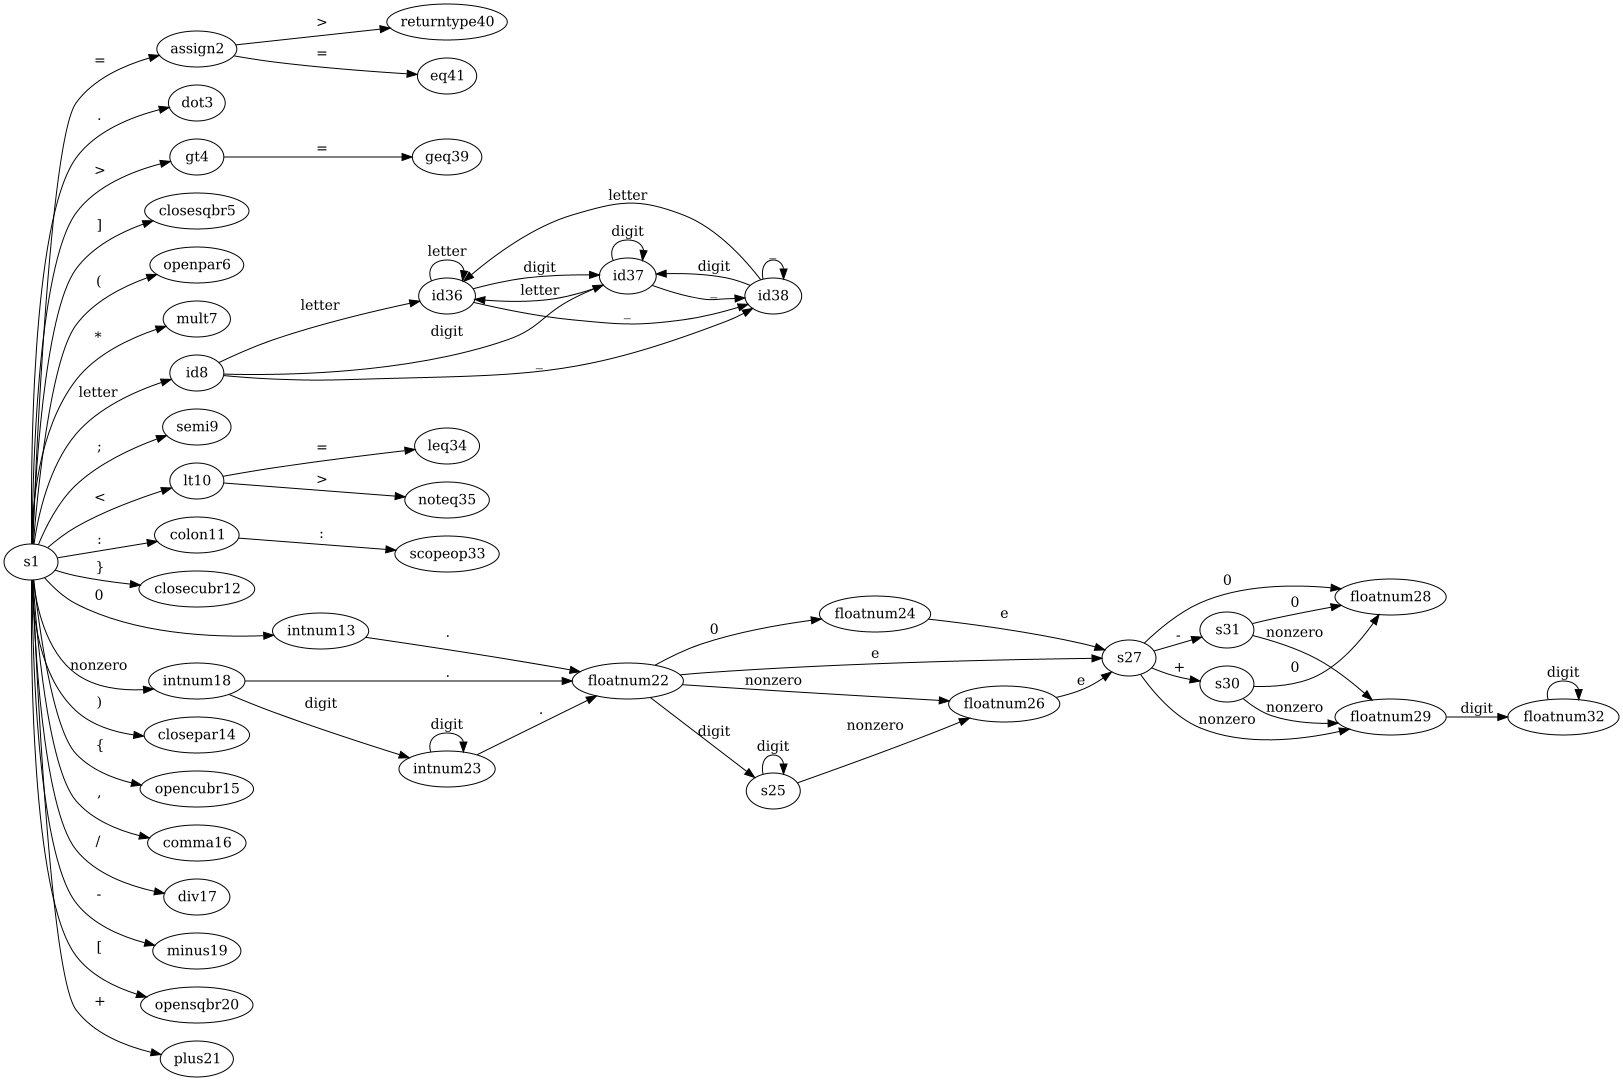 returntype40
>
assign2
=
=
eq41
dot3
.
gt4
>
=
geq39
closesqbr5
]
openpar6
(
mult7
*
id8
letter
letter
digit
_
id36
letter
digit
letter
_
id37
digit
_
id38
letter
digit
_
semi9
;
lt10
<
=
leq34
>
noteq35
colon11
:
:
scopeop33
s1
}
closecubr12
0
intnum13
.
nonzero
intnum18
.
digit
intnum23
digit
.
floatnum22
0
floatnum24
e
e
nonzero
floatnum26
e
digit
s25
digit
nonzero
s27
0
-
s31
0
nonzero
+
s30
0
nonzero
nonzero
floatnum28
floatnum29
digit
floatnum32
digit
)
closepar14
{
opencubr15
,
comma16
/
div17
-
minus19
[
opensqbr20
+
plus21